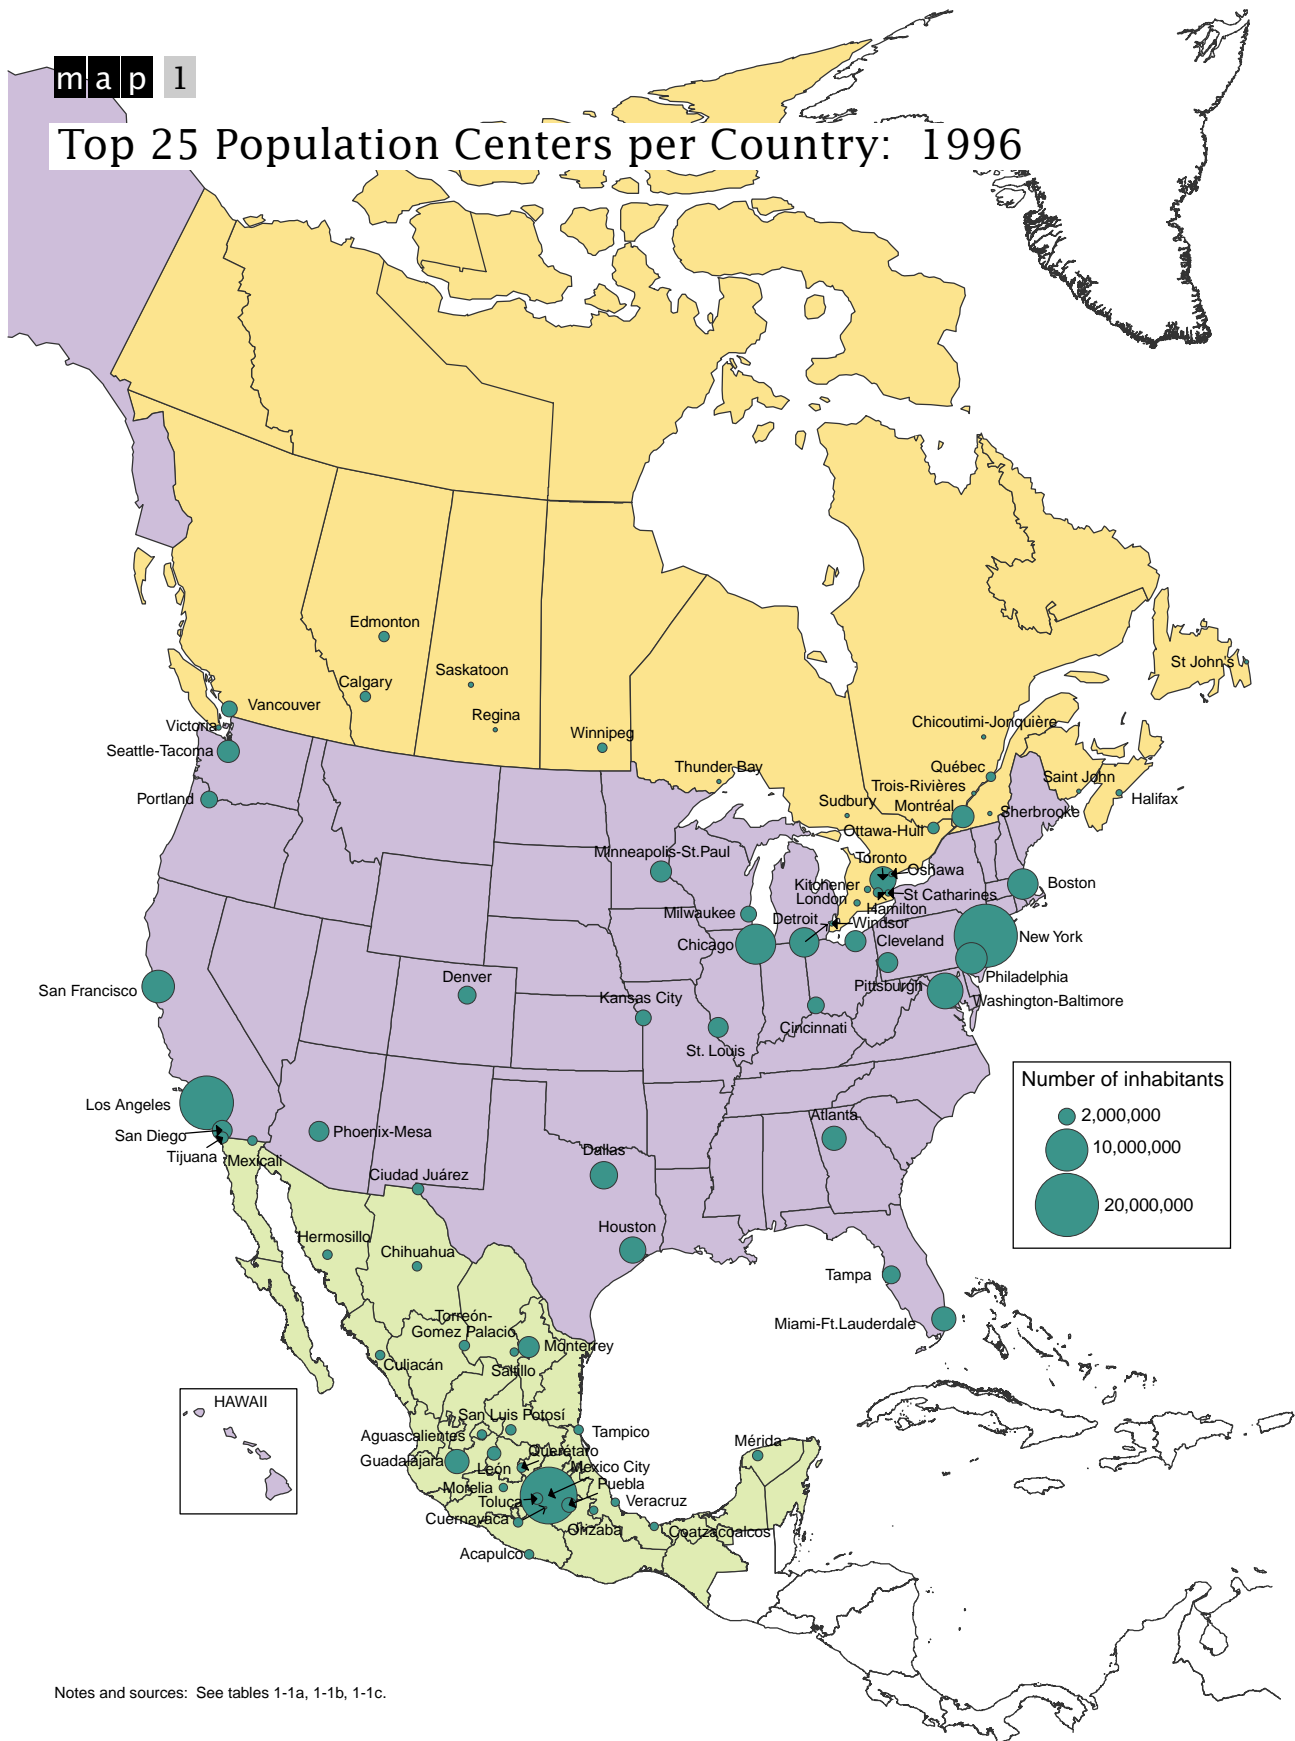 map 1
Top 25 Population Centers per Country: 1996
Edmonton
Saskatoon
Calgary
Vancouver
Regina
Victoria
Winnipeg
Seattle-Tacoma
Portland
Thunder Bay
St John's
Chicoutimi-Jonquière
Québec
Saint John
Trois-Rivières
Halifax
Sudbury
Montréal
Sherbrooke
Ottawa-Hull
Minneapolis-St.Paul
Toronto
Oshawa
Kitchener
Boston
London
St Catharines
Hamilton
Milwaukee
Detroit
Windsor
Chicago
Cleveland
New York
San Francisco
Denver
Kansas City
Pittsburgh
Philadelphia
Washington-Baltimore
St. Louis
Cincinnati
Los Angeles
San Diego
Phoenix-Mesa
Tijuana
Mexicali
Atlanta
Dallas
Ciudad Juárez
Houston
Hermosillo
Chihuahua
Tampa
Miami-Ft.Lauderdale
Number of inhabitants
2,000,000
10,000,000
20,000,000
Torreón-
Gomez Palacio
Monterrey
Culiacán
Saltillo
HAWAII
San Luis Potosí
Aguascalientes
Tampico
Guadalajara
Querétaro
León
Mexico City
Mérida
Morelia
Puebla
Toluca
Veracruz
Cuernavaca
Orizaba
Coatzacoalcos
Acapulco
Notes and sources: See tables 1-1a, 1-1b, 1-1c.